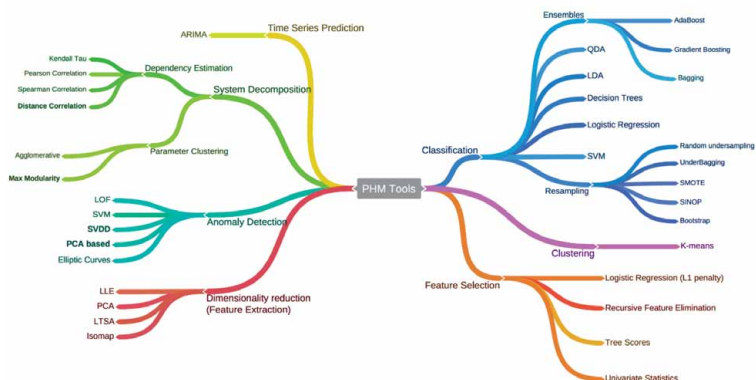 PHM Tools
Time Series Prediction
ARIMA
System Decomposition
Dependency Estimation
Kendall Tau
Pearson Correlation
Spearman Correlation
Distance Correlation
Parameter Clustering
Agglomerative
Max Modularity
Anomaly Detection
LOF
SVM
SVDD
PCA based
Elliptic Curves
Dimensionality reduction
(Feature Extraction)
LLE
PCA
LTSA
Isomap
Classification
Ensembles
AdaBoost
Gradient Boosting
Bagging
QDA
LDA
Decision Trees
Logistic Regression
SVM
Resampling
Random undersampling
UnderBagging
SMOTE
SINOP
Bootstrap
Clustering
K-means
Feature Selection
Logistic Regression (L1 penalty)
Recursive Feature Elimination
Tree Scores
Univariate Statistics